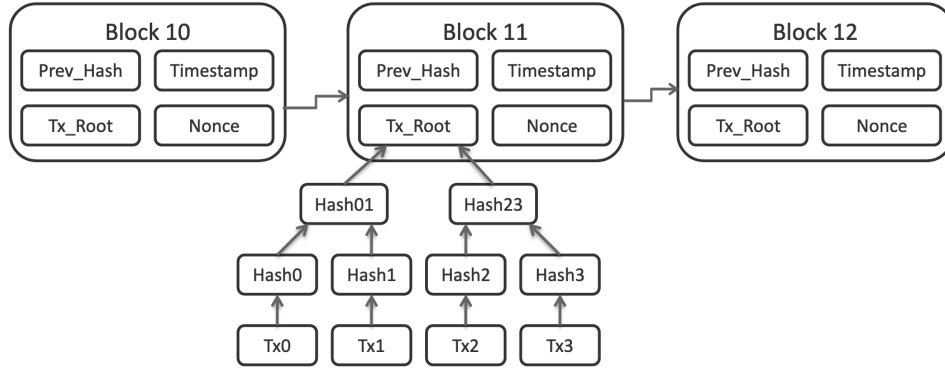 Block 10
Block 11
Block 12
Prev_Hash Timestamp
Prev_Hash Timestamp
Prev_Hash Timestamp
Tx_Root Nonce
Tx_Root Nonce
Tx_Root Nonce
Hash01 Hash23
Hash0 Hash1 Hash2 Hash3
Tx0 Tx1 Tx2 Tx3